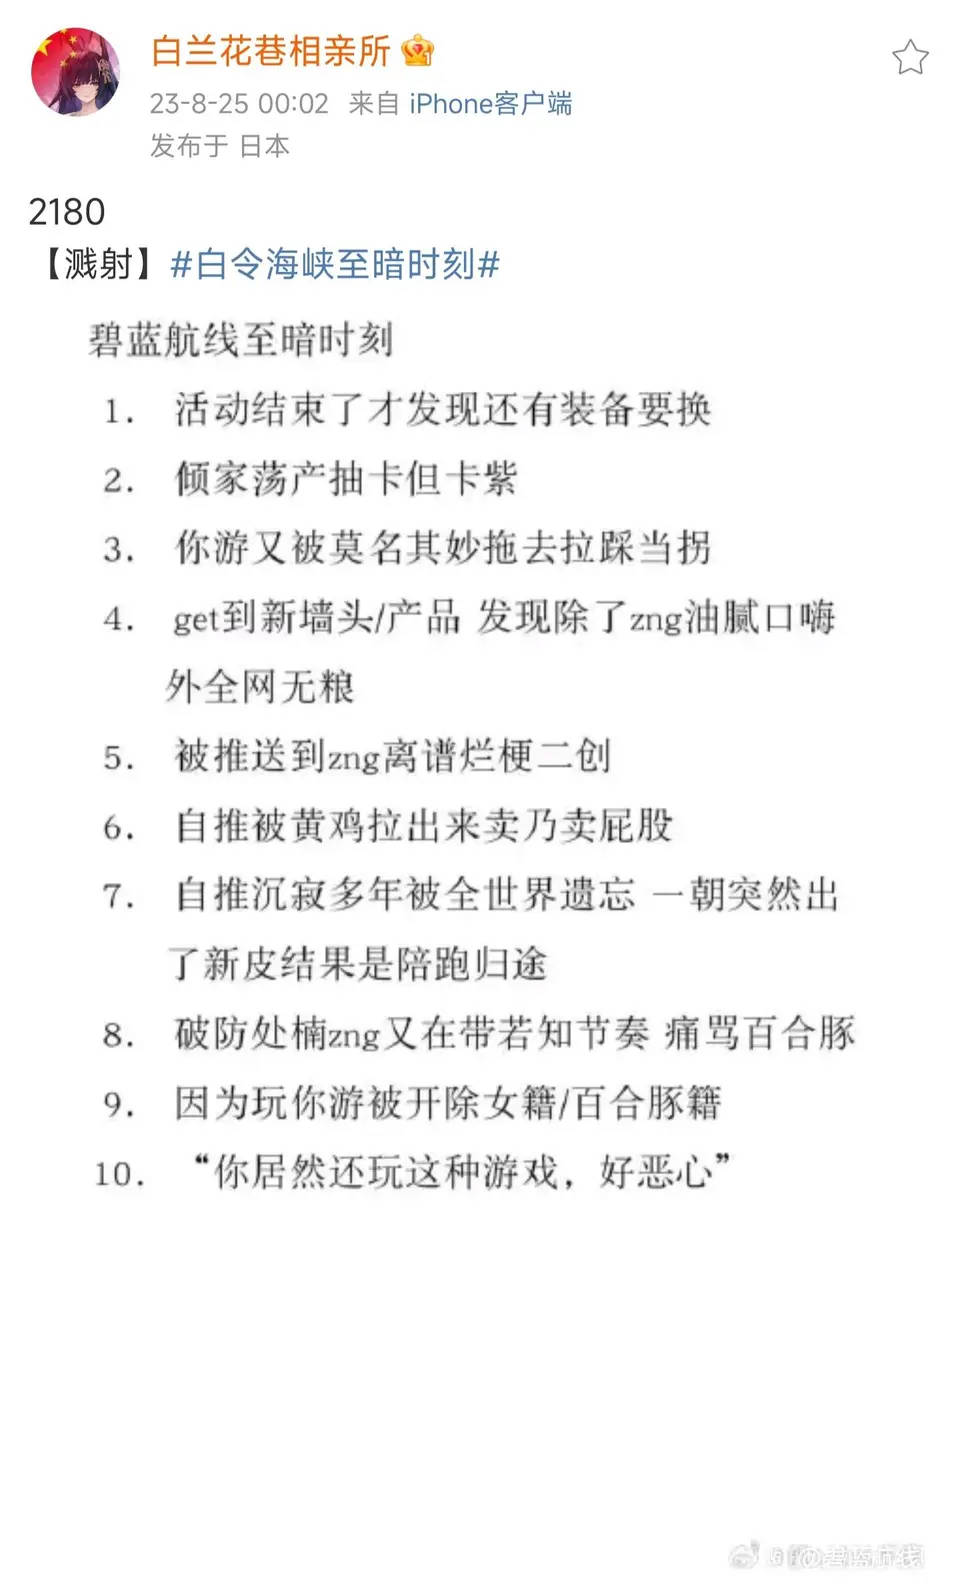 白兰花巷相亲所
23-8-25 00:02 来自 iPhone客户端
发布于 日本
2180
【溅射】#白令海峡至暗时刻#
碧蓝航线至暗时刻
1. 活动结束了才发现还有装备要换
2. 倾家荡产抽卡但卡紫
3. 你游又被莫名其妙拖去拉踩当拐
4. get到新墙头/产品 发现除了zng油腻口嗨
外全网无粮
5. 被推送到zng离谱烂梗二创
6. 自推被黄鸡拉出来卖乃卖屁股
7. 自推沉寂多年被全世界遗忘 一朝突然出
了新皮结果是陪跑归途
8. 破防处楠zng又在带若知节奏 痛骂百合豚
9. 因为玩你游被开除女籍/百合豚籍
10. “你居然还玩这种游戏，好恶心”